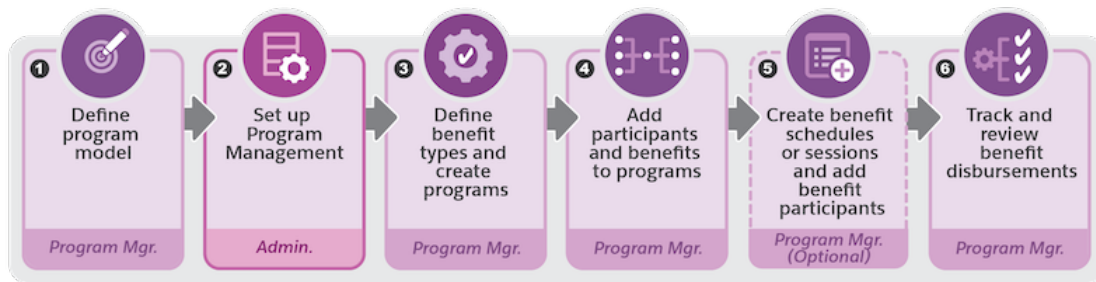 1
Define
program
model
Program Mgr.
2
Set up
Program
Management
Admin.
3
Define
benefit
types and
create
programs
Program Mgr.
4
Add
participants
and benefits
to programs
Program Mgr.
5
Create benefit
schedules
or sessions
and add
benefit
participants
Program Mgr.
(Optional)
6
Track and
review
benefit
disbursements
Program Mgr.